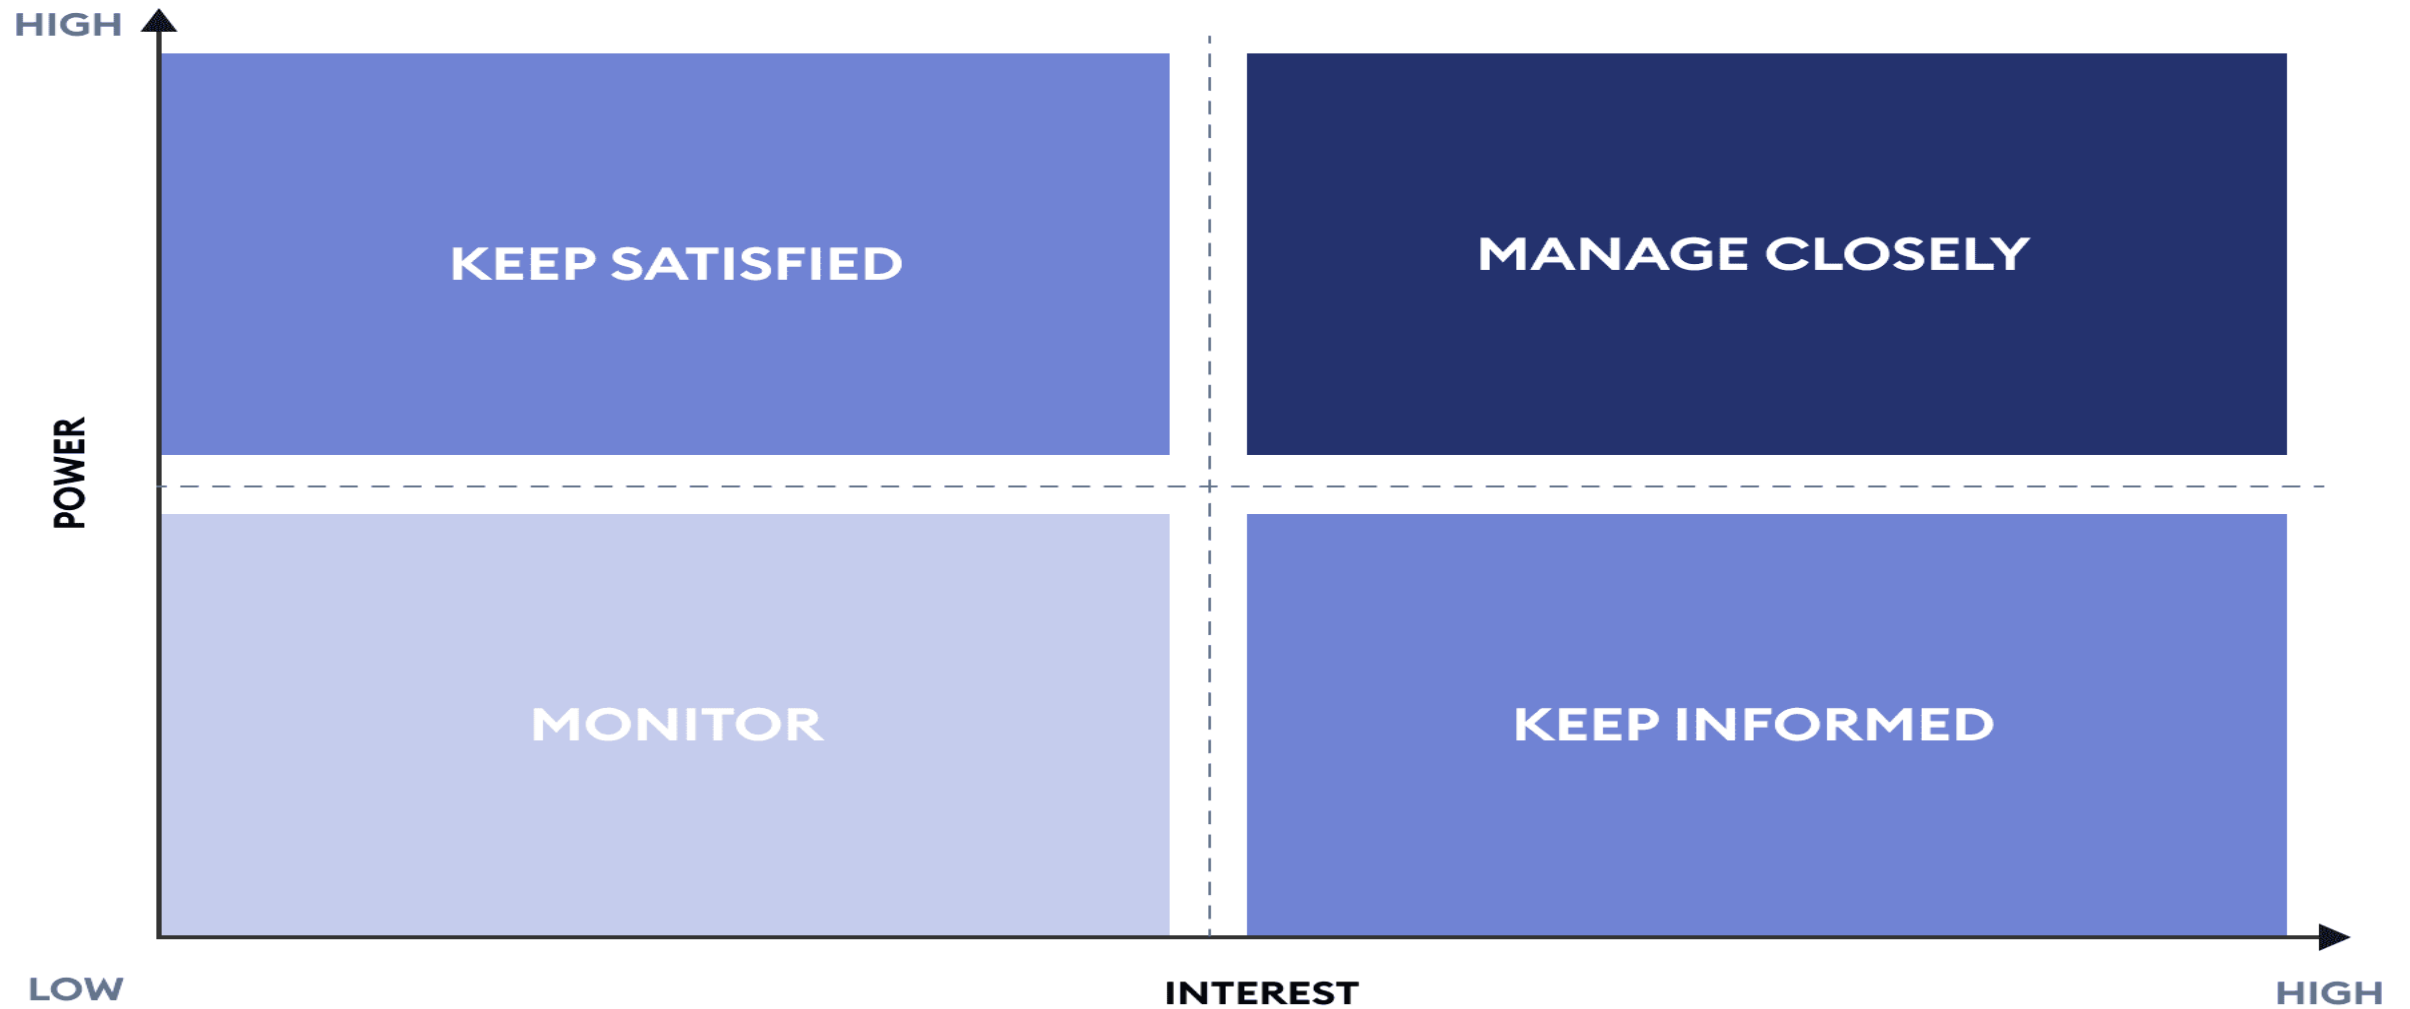 HIGH
KEEP SATISFIED
MANAGE CLOSELY
POWER
MONITOR
KEEP INFORMED
LOW
INTEREST
HIGH